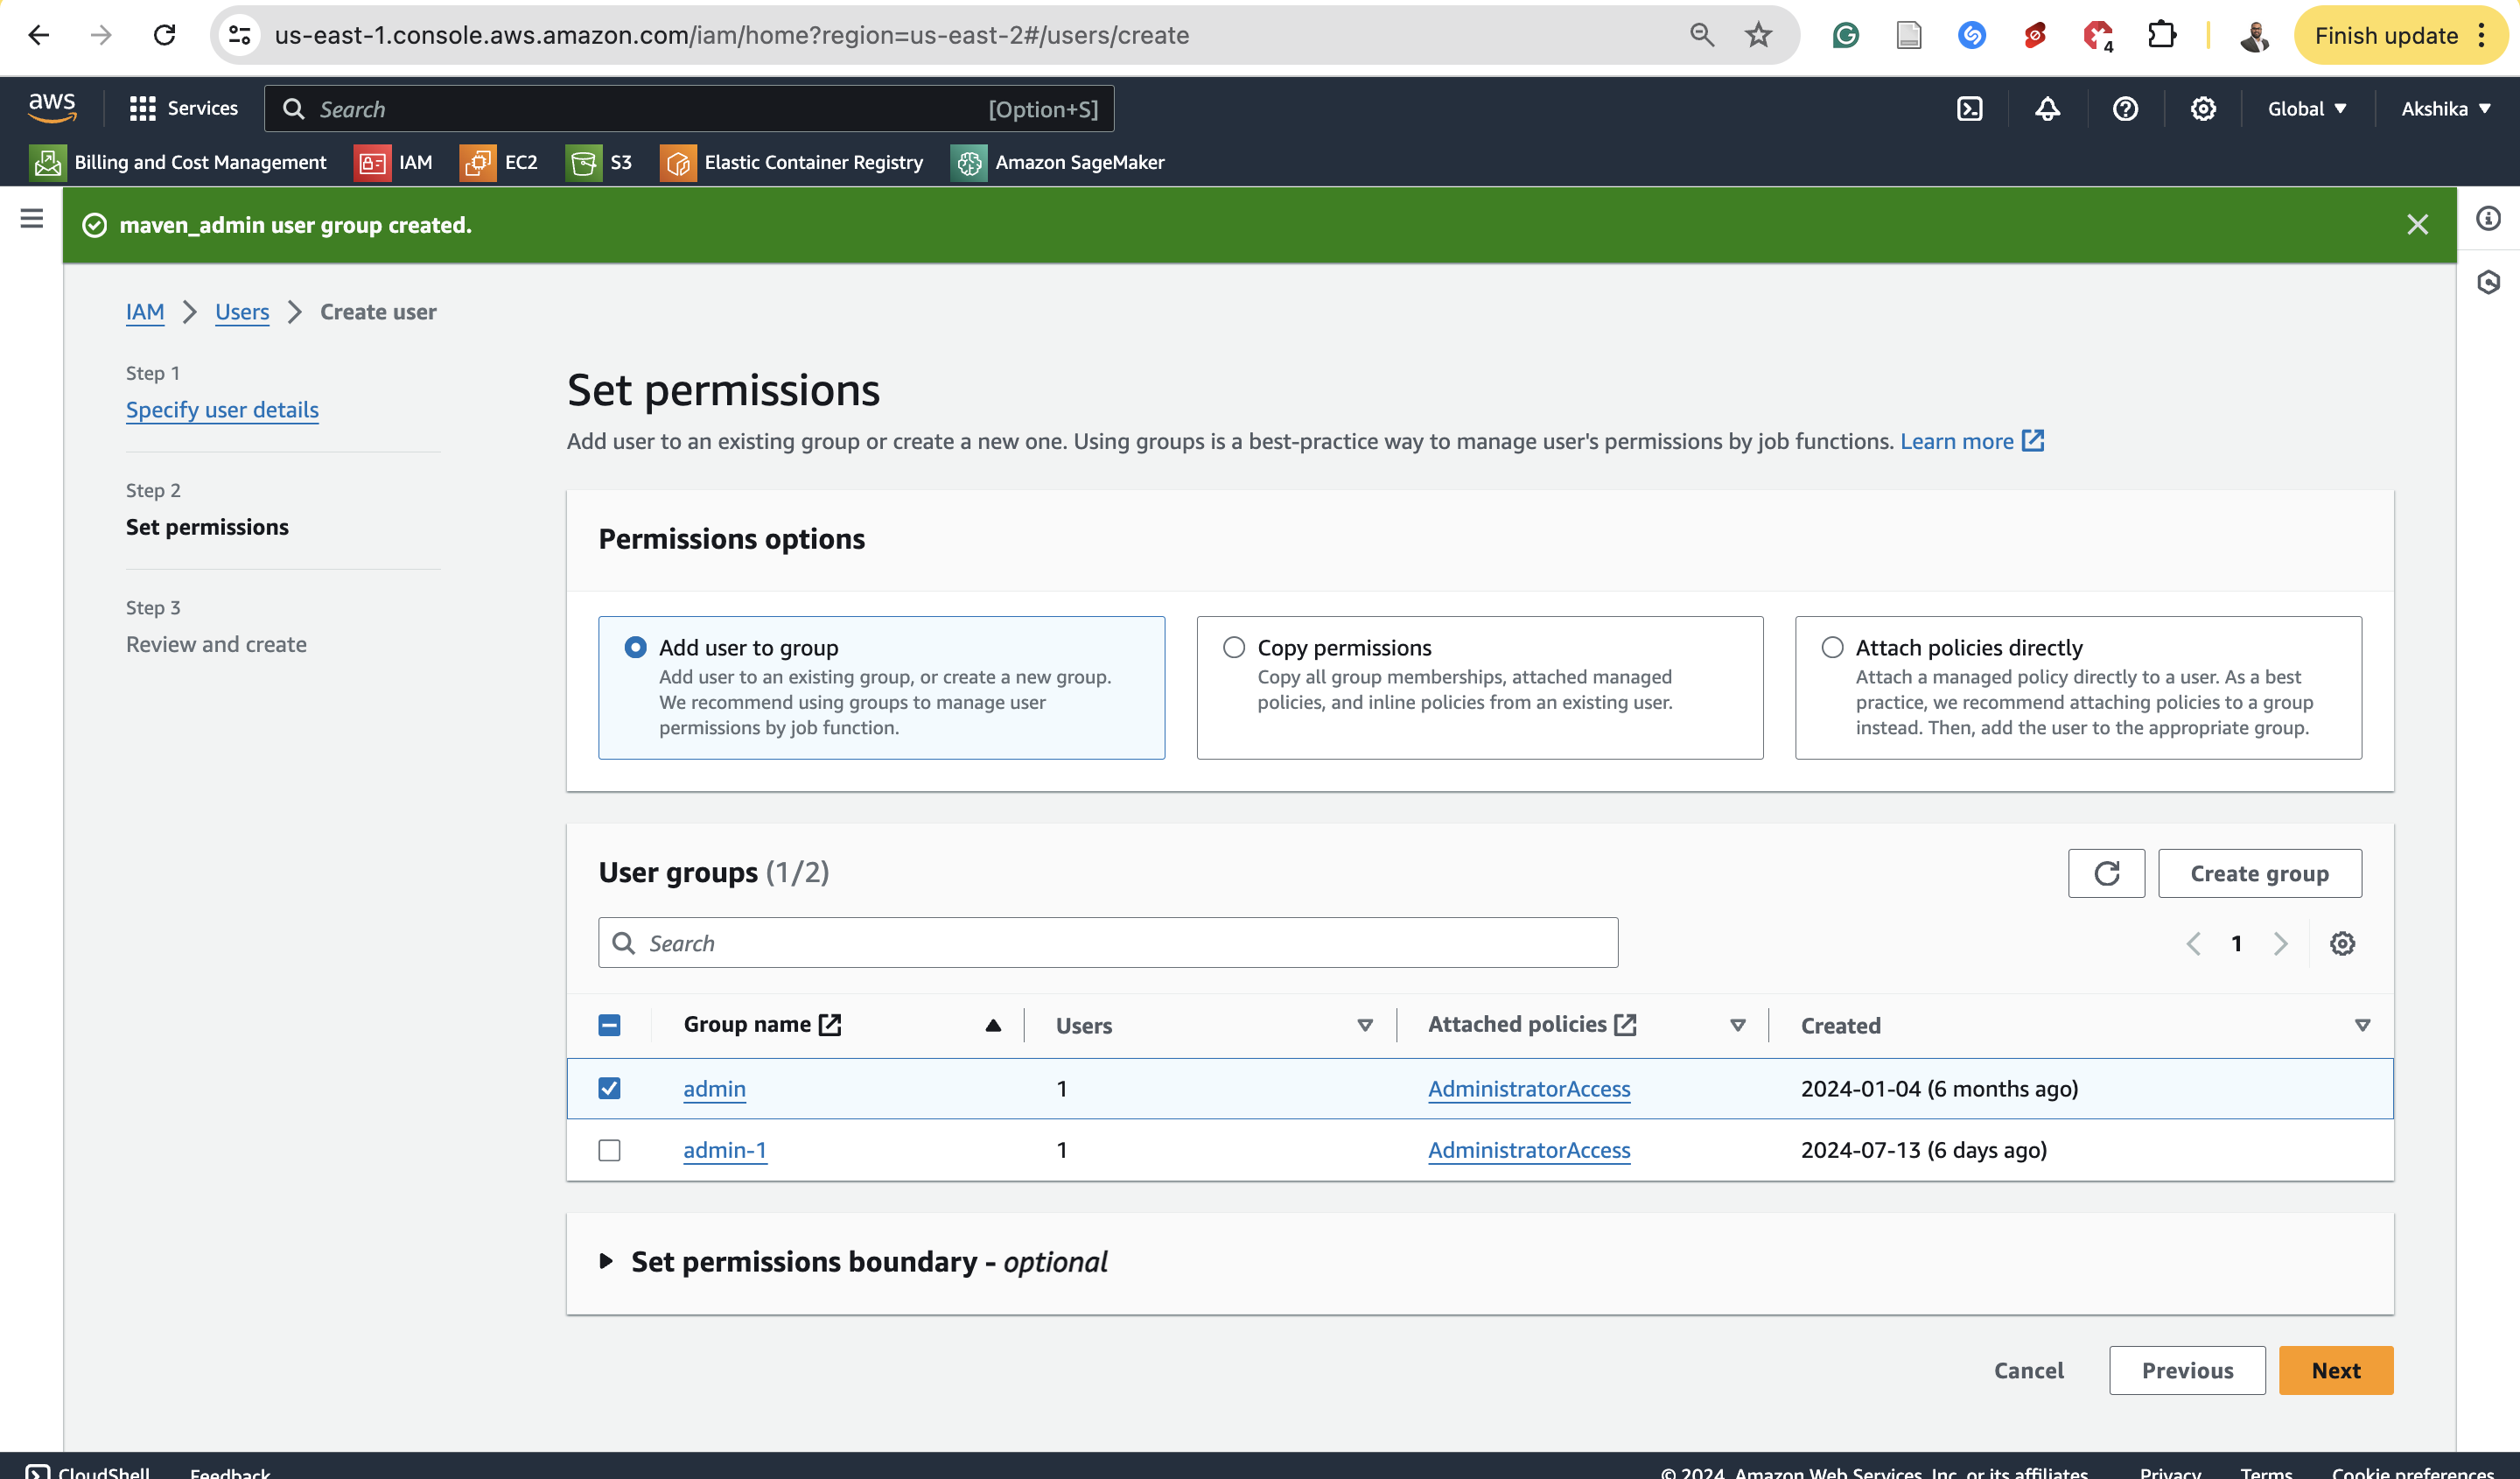 us-east-1.console.aws.amazon.com/iam/home?region=us-east-2#/users/create
4
Finish update
aws
Services
Search
[Option+S]
Global
Akshika
Billing and Cost Management
IAM
EC2
S3
Elastic Container Registry
Amazon SageMaker
maven_admin user group created.
IAM
Users
Create user
Step 1
Specify user details
Step 2
Set permissions
Step 3
Review and create
Set permissions
Add user to an existing group or create a new one. Using groups is a best-practice way to manage user's permissions by job functions. Learn more
Permissions options
Add user to group
Add user to an existing group, or create a new group.
We recommend using groups to manage user
permissions by job function.
Copy permissions
Copy all group memberships, attached managed
policies, and inline policies from an existing user.
Attach policies directly
Attach a managed policy directly to a user. As a best
practice, we recommend attaching policies to a group
instead. Then, add the user to the appropriate group.
User groups (1/2)
Create group
Search
1
Group name
Users
Attached policies
Created
admin
1
AdministratorAccess
2024-01-04 (6 months ago)
admin-1
1
AdministratorAccess
2024-07-13 (6 days ago)
Set permissions boundary - optional
Cancel
Previous
Next
CloudShell
Feedback
© 2024, Amazon Web Services, Inc. or its affiliates.
Privacy
Terms
Cookie preferences